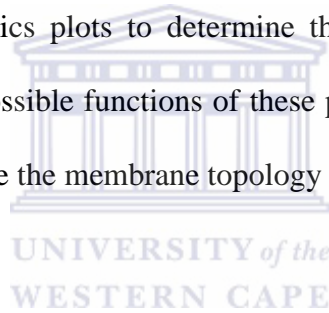 ics plots to determine th
ssible functions of these p
e the membrane topology
UNIVERSITY of the
WESTERN CAPE